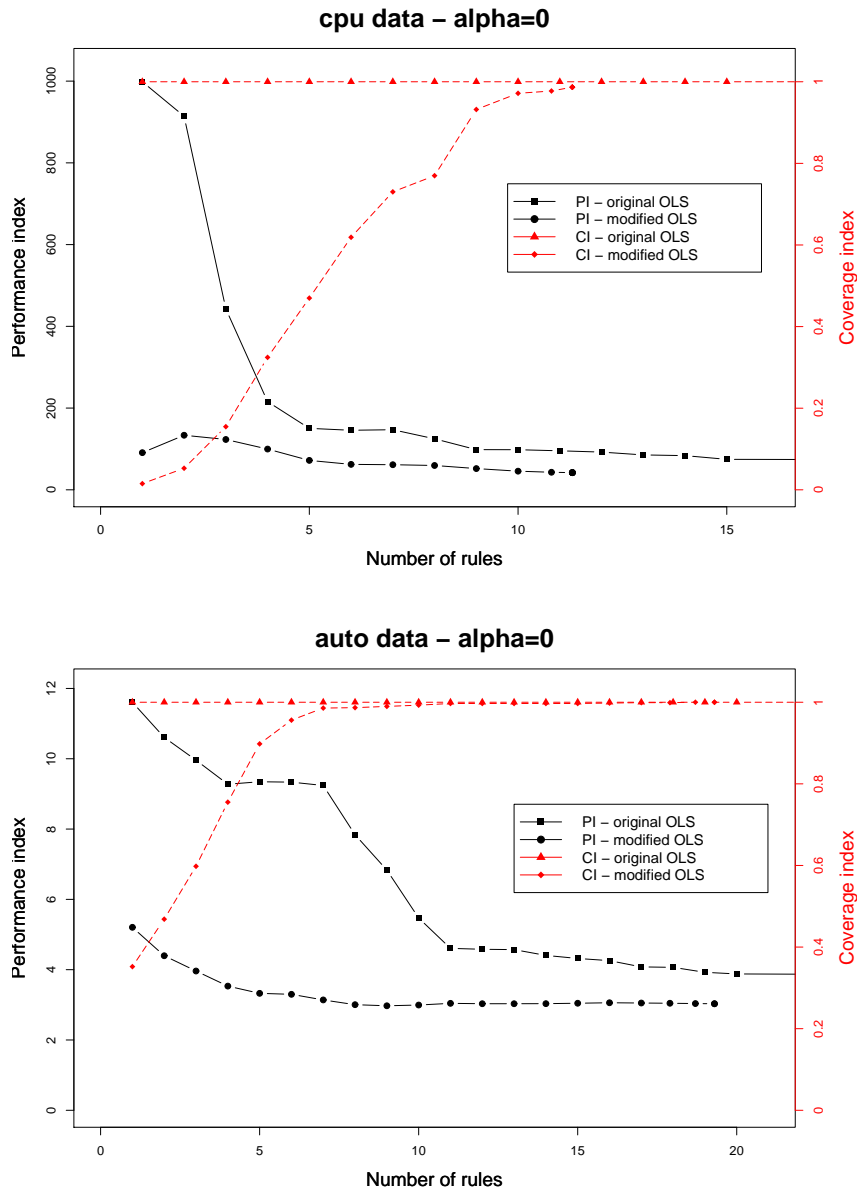 cpu data − alpha=0
1000
800
600
400
200
0
Performance index
PI − original OLS
PI − modified OLS
CI − original OLS
CI − modified OLS
1
0.8
0.6
0.4
0.2
0
Coverage index
0 5 10 15
Number of rules
auto data − alpha=0
12
10
8
6
4
2
0
Performance index
PI − original OLS
PI − modified OLS
CI − original OLS
CI − modified OLS
1
0.8
0.6
0.4
0.2
0
Coverage index
0 5 10 15 20
Number of rules